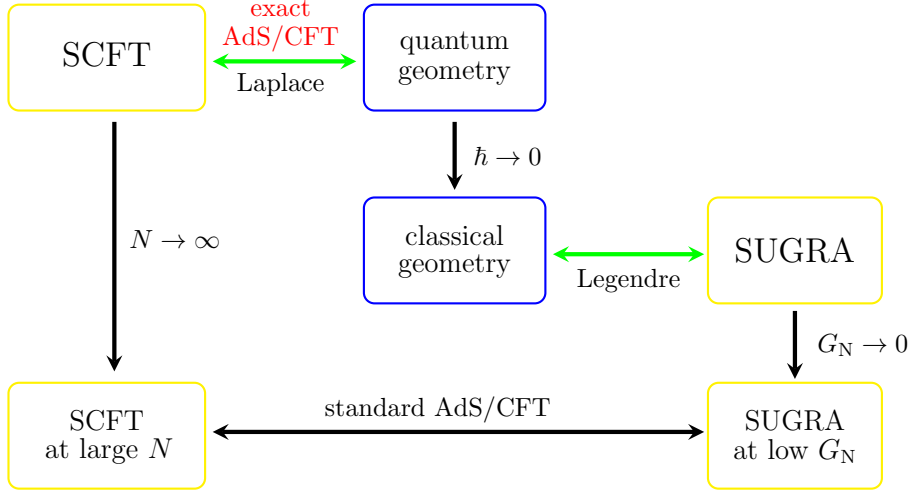 exact
AdS/CFT
SCFT
Laplace
quantum
geometry
ℏ → 0
N → ∞
classical
geometry
Legendre
SUGRA
G_N → 0
SCFT
at large N
standard AdS/CFT
SUGRA
at low G_N